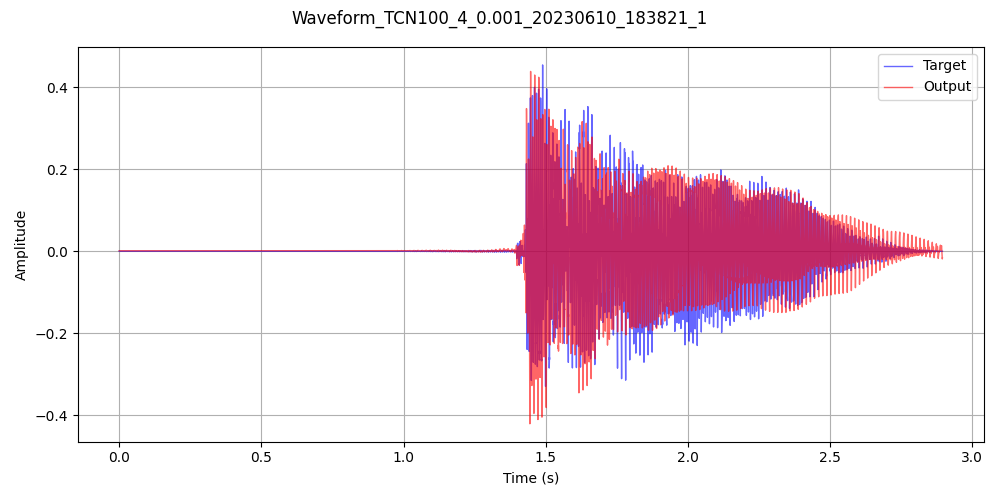 Waveform_TCN100_4_0.001_20230610_183821_1
Target
Output
Amplitude
0.4
0.2
0.0
−0.2
−0.4
0.0 0.5 1.0 1.5 2.0 2.5 3.0
Time (s)